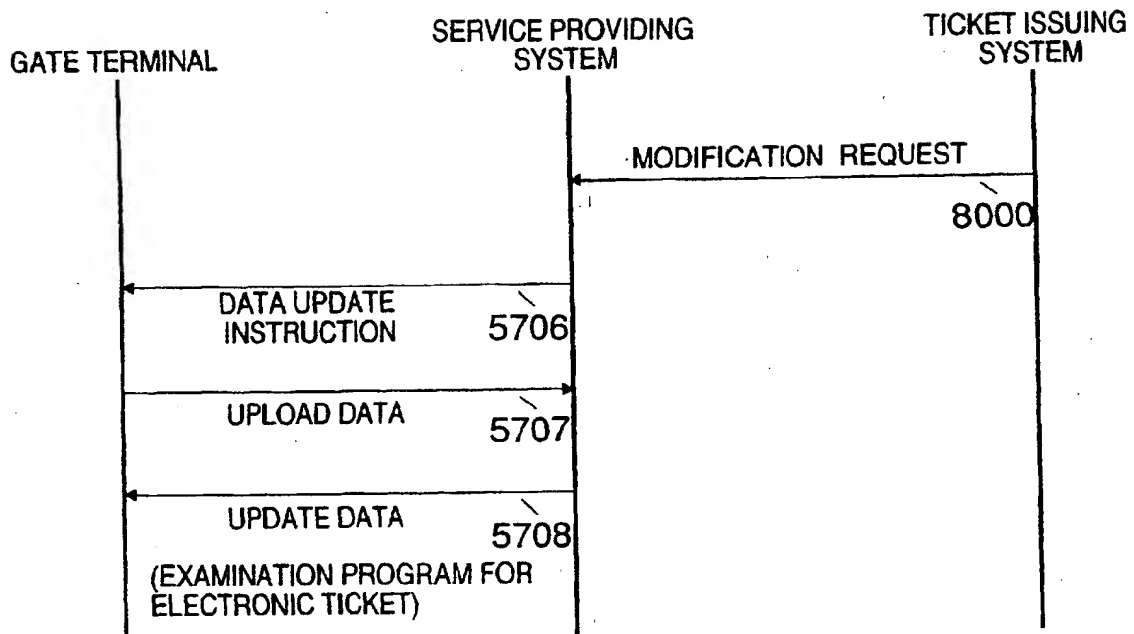 GATE TERMINAL
SERVICE PROVIDING
SYSTEM
TICKET ISSUING
SYSTEM
MODIFICATION REQUEST
8000
DATA UPDATE
INSTRUCTION
5706
UPLOAD DATA
5707
UPDATE DATA
5708
(EXAMINATION PROGRAM FOR
ELECTRONIC TICKET)